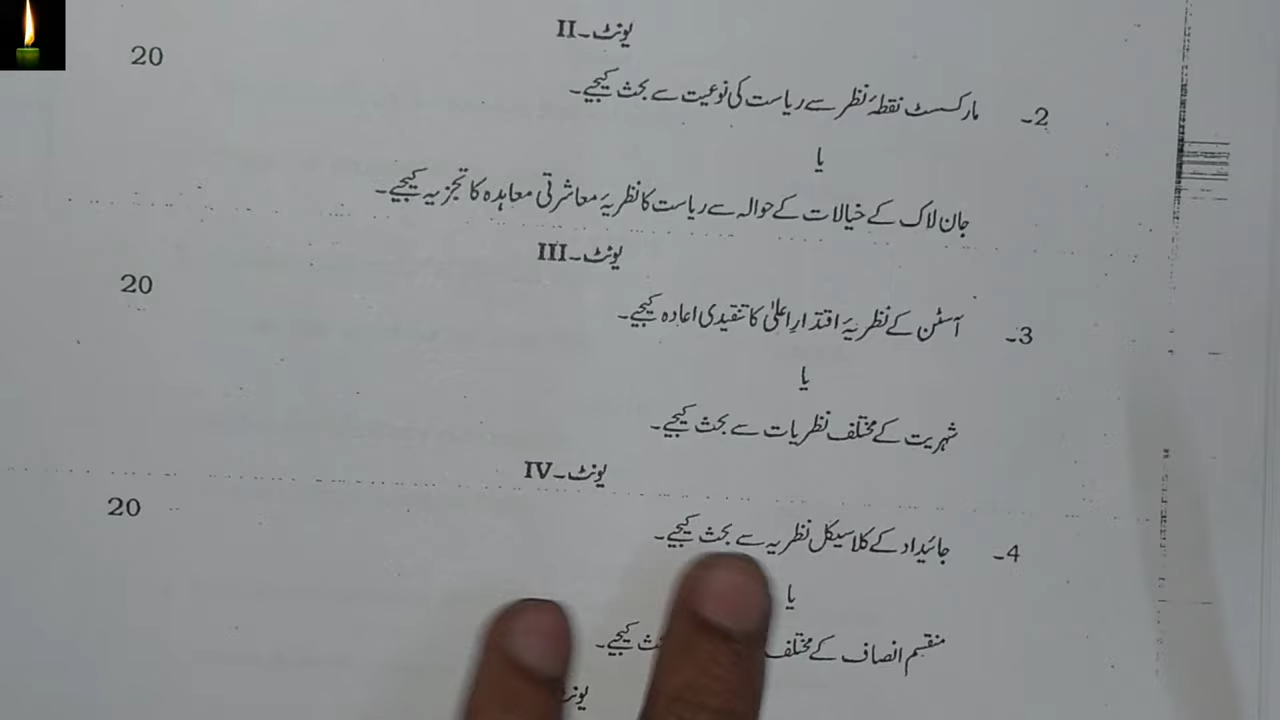 یونٹ۔II
20
2۔ مارکسسٹ نقطۂ نظر سے ریاست کی نوعیت سے بحث کیجیے۔
یا
جان لاک کے خیالات کے حوالہ سے ریاست کا نظریۂ معاشرتی معاہدہ کا تجزیہ کیجیے۔
یونٹ۔III
20
3۔ آسٹن کے نظریۂ اقتدارِ اعلیٰ کا تنقیدی اعادہ کیجیے۔
یا
شہریت کے مختلف نظریات سے بحث کیجیے۔
یونٹ۔IV
20
4۔ جائیداد کے کلاسیکل نظریہ سے بحث کیجیے۔
یا
منقسم انصاف کے مختلف کیجیے۔